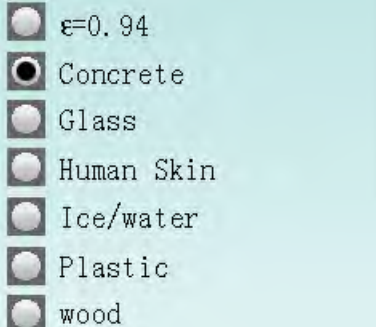 ε=0.94
Concrete
Glass
Human Skin
Ice/water
Plastic
wood